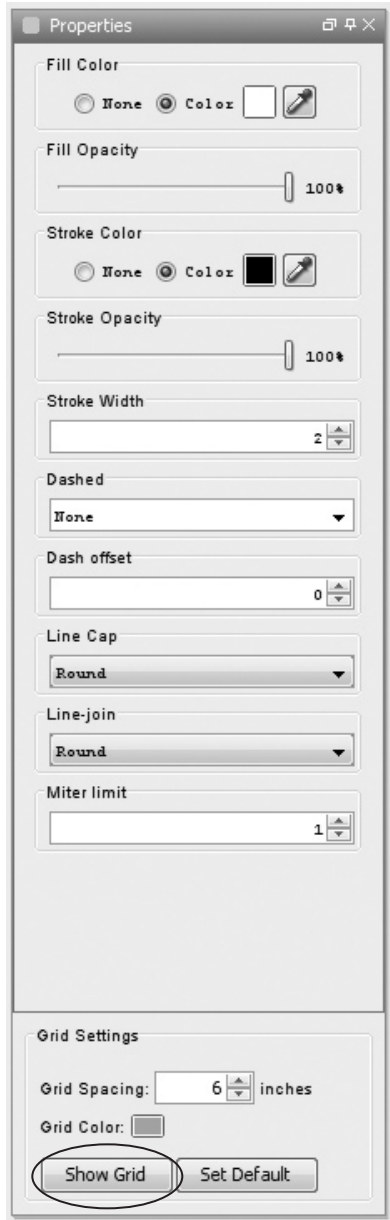 Properties
Fill Color
None Color
Fill Opacity
100%
Stroke Color
None Color
Stroke Opacity
100%
Stroke Width
2
Dashed
None
Dash offset
0
Line Cap
Round
Line-join
Round
Miter limit
1
Grid Settings
Grid Spacing: 6 inches
Grid Color:
Show Grid Set Default